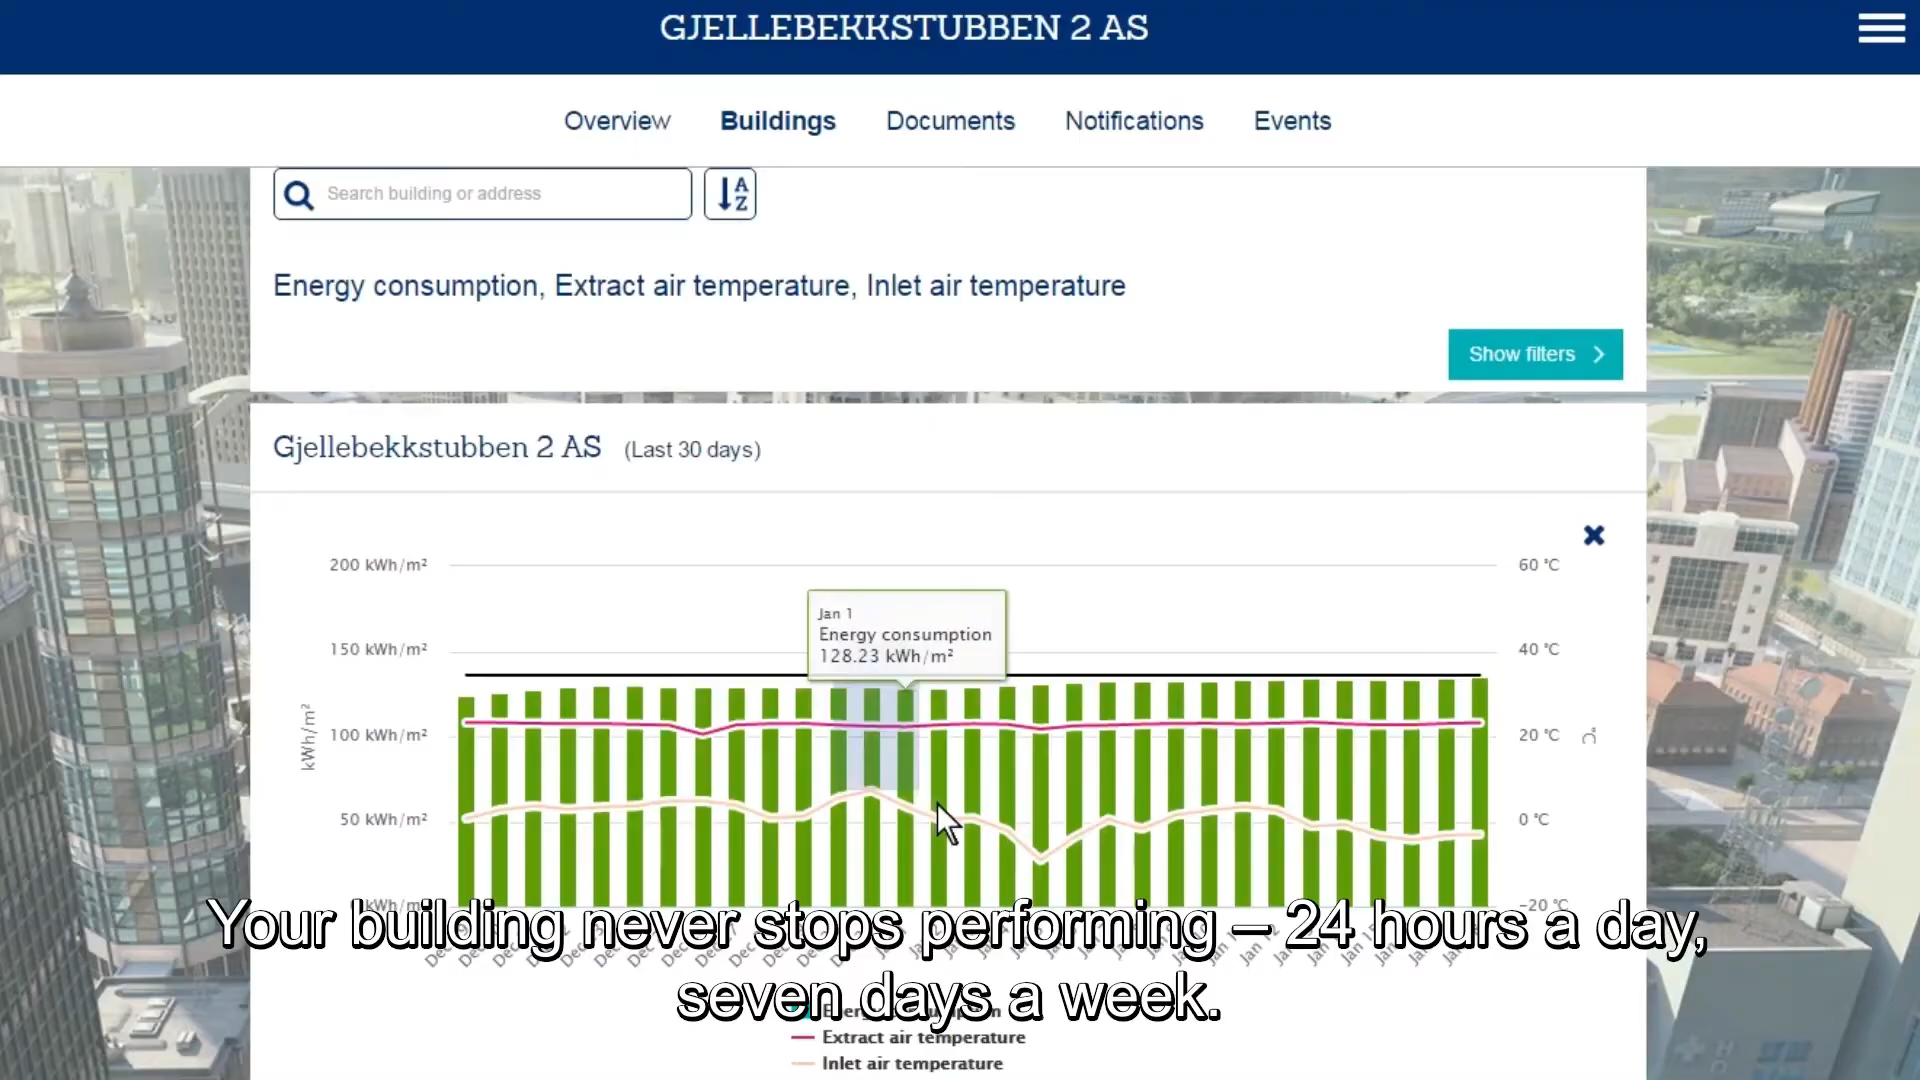 GJELLEBEKKSTUBBEN 2 AS
Overview Buildings Documents Notifications Events
Search building or address
A
Z
Energy consumption, Extract air temperature, Inlet air temperature
Show filters
Gjellebekkstubben 2 AS (Last 30 days)
200 kWh/m² 60 °C
Jan 1
Energy consumption
128.23 kWh/m²
150 kWh/m² 40 °C
kWh/m²
100 kWh/m² 20 °C
°C
50 kWh/m² 0 °C
-20 °C
Your building never stops performing – 24 hours a day,
seven days a week.
Extract air temperature
Inlet air temperature